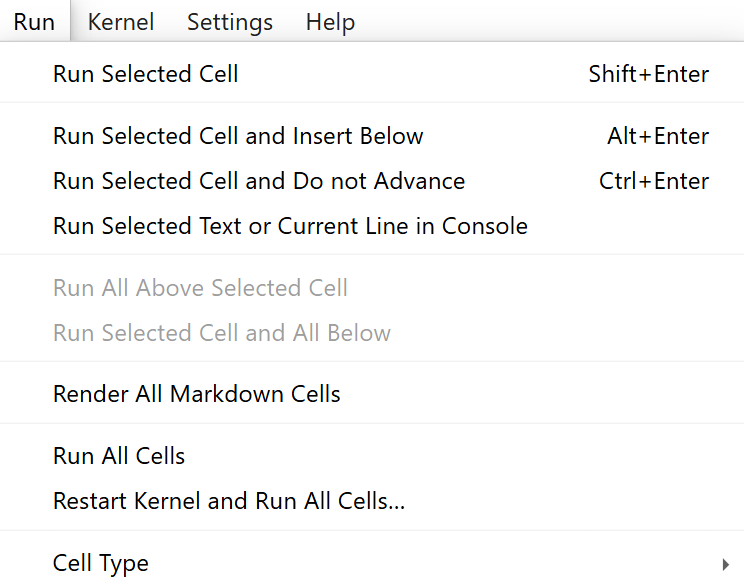 Run Kernel Settings Help
Run Selected Cell Shift+Enter
Run Selected Cell and Insert Below Alt+Enter
Run Selected Cell and Do not Advance Ctrl+Enter
Run Selected Text or Current Line in Console
Run All Above Selected Cell
Run Selected Cell and All Below
Render All Markdown Cells
Run All Cells
Restart Kernel and Run All Cells...
Cell Type